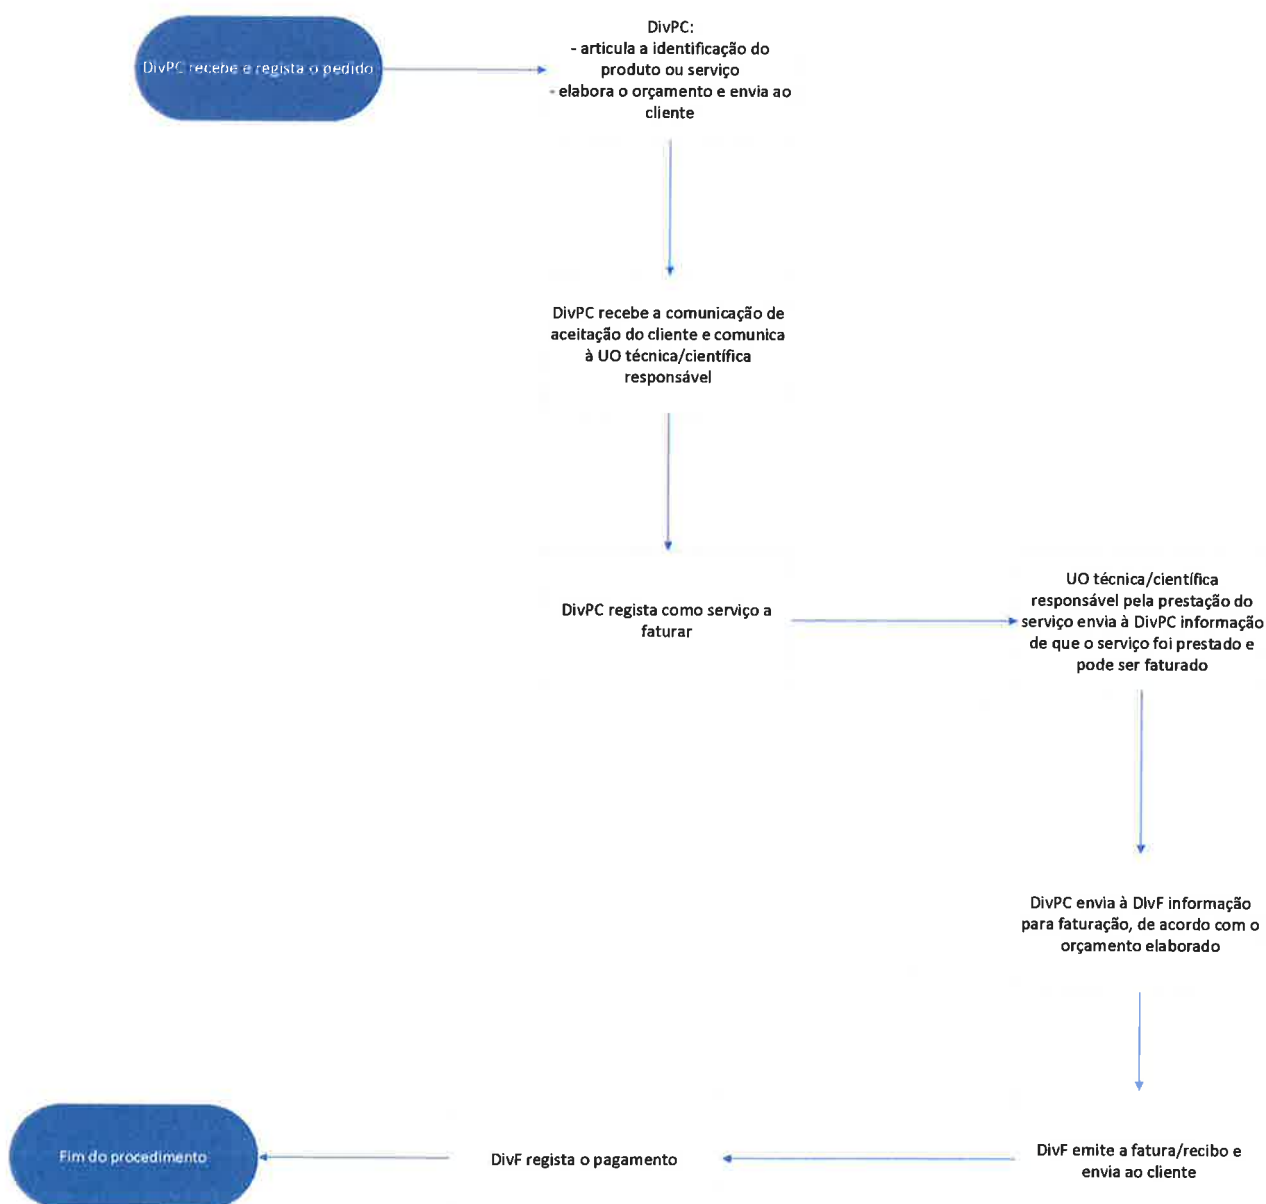 DivPC recebe e regista o pedido
DivPC:
- articula a identificação do
produto ou serviço
- elabora o orçamento e envia ao
cliente
DivPC recebe a comunicação de
aceitação do cliente e comunica
à UO técnica/científica
responsável
DivPC regista como serviço a
faturar
UO técnica/científica
responsável pela prestação do
serviço envia à DivPC informação
de que o serviço foi prestado e
pode ser faturado
DivPC envia à DivF informação
para faturação, de acordo com o
orçamento elaborado
DivF emite a fatura/recibo e
envia ao cliente
DivF regista o pagamento
Fim do procedimento